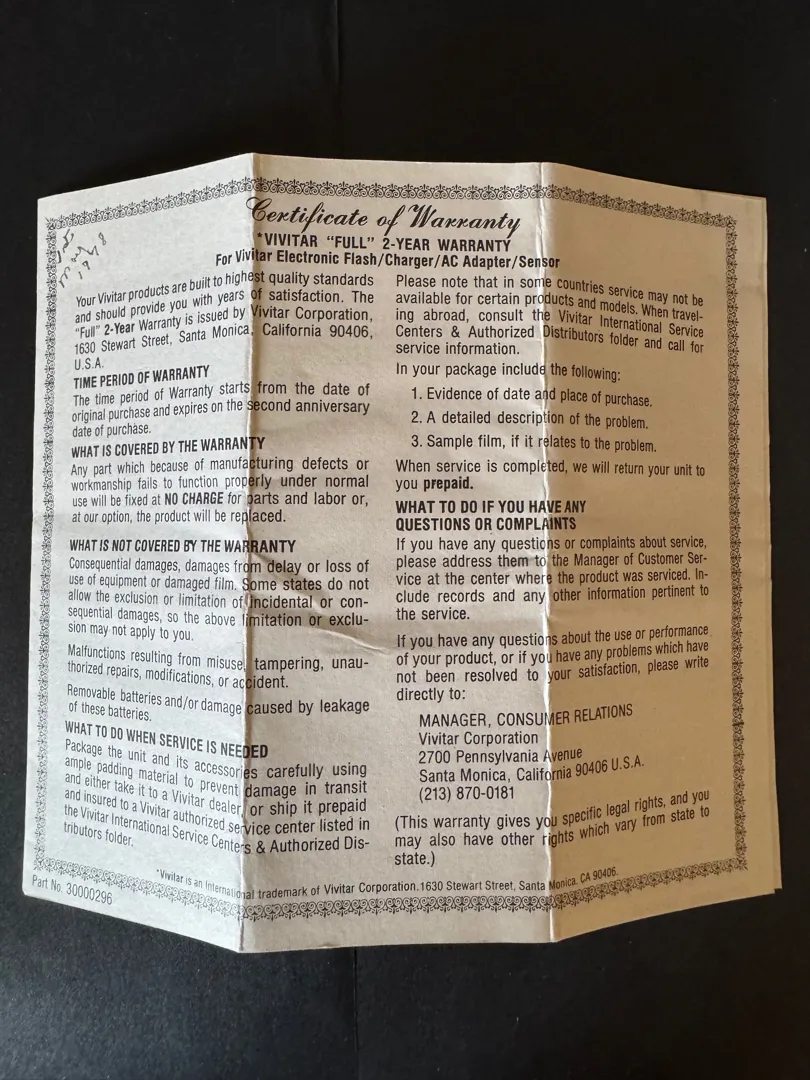 Certificate of Warranty
*VIVITAR “FULL” 2-YEAR WARRANTY
For Vivitar Electronic Flash/Charger/AC Adapter/Sensor
Your Vivitar products are built to highest quality standards
and should provide you with years of satisfaction. The
“Full” 2-Year Warranty is issued by Vivitar Corporation,
1630 Stewart Street, Santa Monica, California 90406,
U.S.A.
TIME PERIOD OF WARRANTY
The time period of Warranty starts from the date of
original purchase and expires on the second anniversary
date of purchase.
WHAT IS COVERED BY THE WARRANTY
Any part which because of manufacturing defects or
workmanship fails to function properly under normal
use will be fixed at NO CHARGE for parts and labor or,
at our option, the product will be replaced.
WHAT IS NOT COVERED BY THE WARRANTY
Consequential damages, damages from delay or loss of
use of equipment or damaged film. Some states do not
allow the exclusion or limitation of incidental or con-
sequential damages, so the above limitation or exclu-
sion may not apply to you.
Malfunctions resulting from misuse, tampering, unau-
thorized repairs, modifications, or accident.
Removable batteries and/or damage caused by leakage
of these batteries.
WHAT TO DO WHEN SERVICE IS NEEDED
Package the unit and its accessories carefully using
ample padding material to prevent damage in transit
and either take it to a Vivitar dealer, or ship it prepaid
and insured to a Vivitar authorized service center listed in
the Vivitar International Service Centers & Authorized Dis-
tributors folder.
Please note that in some countries service may not be
available for certain products and models. When travel-
ing abroad, consult the Vivitar International Service
Centers & Authorized Distributors folder and call for
service information.
In your package include the following:
1. Evidence of date and place of purchase.
2. A detailed description of the problem.
3. Sample film, if it relates to the problem.
When service is completed, we will return your unit to
you prepaid.
WHAT TO DO IF YOU HAVE ANY
QUESTIONS OR COMPLAINTS
If you have any questions or complaints about service,
please address them to the Manager of Customer Ser-
vice at the center where the product was serviced. In-
clude records and any other information pertinent to
the service.
If you have any questions about the use or performance
of your product, or if you have any problems which have
not been resolved to your satisfaction, please write
directly to:
MANAGER, CONSUMER RELATIONS
Vivitar Corporation
2700 Pennsylvania Avenue
Santa Monica, California 90406 U.S.A.
(213) 870-0181
(This warranty gives you specific legal rights, and you
may also have other rights which vary from state to
state.)
*Vivitar is an International trademark of Vivitar Corporation. 1630 Stewart Street, Santa Monica, CA 90406.
Part No. 30000296